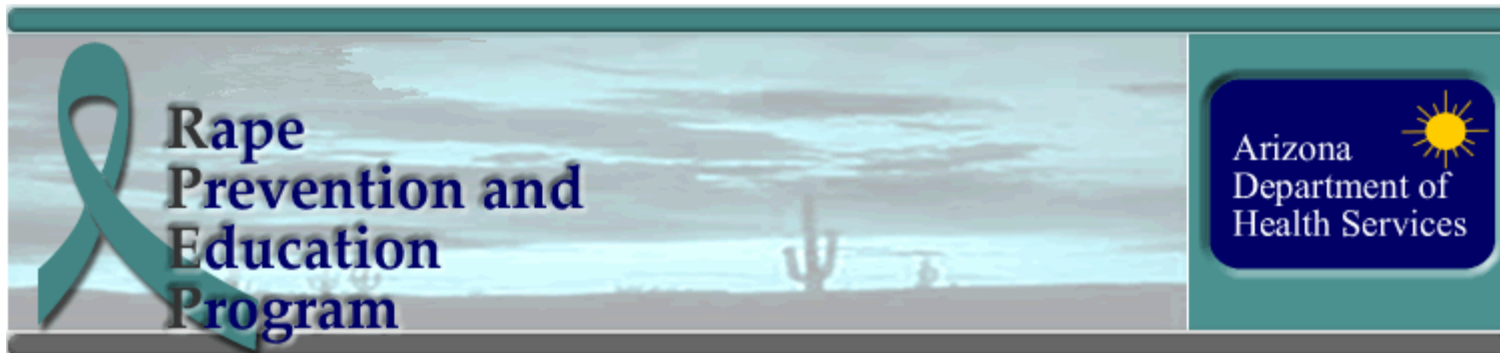 Rape
Prevention and
Education
Program
Arizona
Department of
Health Services